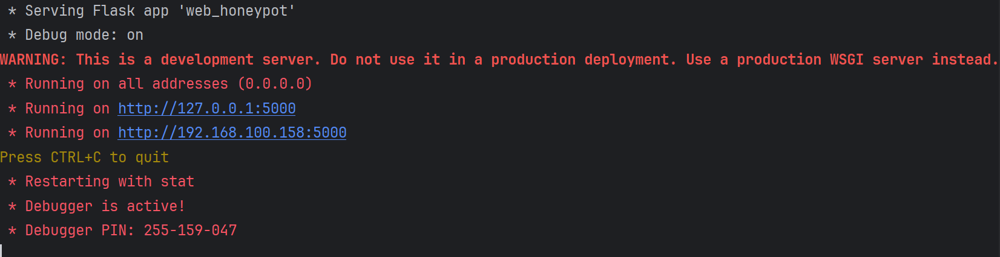 * Serving Flask app 'web_honeypot'
* Debug mode: on
WARNING: This is a development server. Do not use it in a production deployment. Use a production WSGI server instead.
* Running on all addresses (0.0.0.0)
* Running on http://127.0.0.1:5000
* Running on http://192.168.100.158:5000
Press CTRL+C to quit
* Restarting with stat
* Debugger is active!
* Debugger PIN: 255-159-047